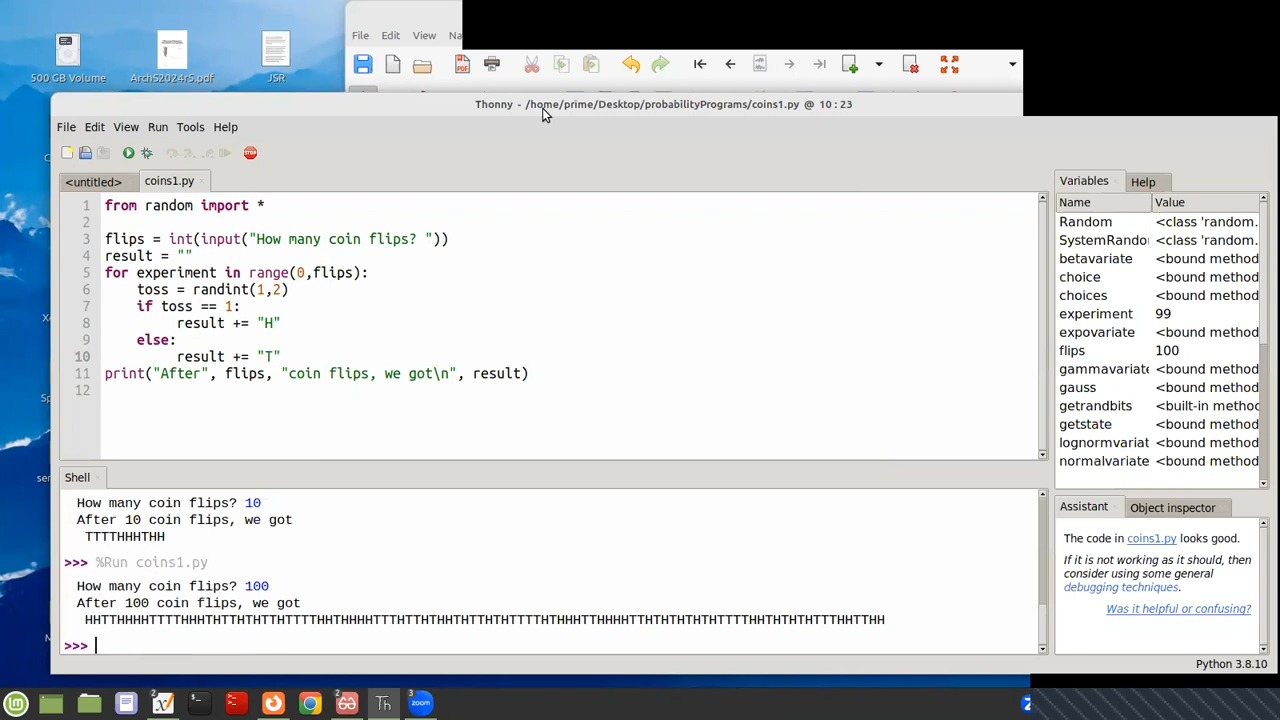 File Edit View Na
500 GB Volume
ArchS2024rS.pdf
JSR
Thonny - /home/prime/Desktop/probabilityPrograms/coins1.py @ 10 : 23
File Edit View Run Tools Help
STOP
<untitled>
coins1.py
1 from random import *
2
3 flips = int(input("How many coin flips? "))
4 result = ""
5 for experiment in range(0,flips):
6 toss = randint(1,2)
7 if toss == 1:
8 result += "H"
9 else:
10 result += "T"
11 print("After", flips, "coin flips, we got\n", result)
12
Variables
Help
Name Value
Random <class 'random.
SystemRando <class 'random.
betavariate <bound method
choice <bound method
choices <bound method
experiment 99
expovariate <bound method
flips 100
gammavariate <bound method
gauss <bound method
getrandbits <built-in method
getstate <bound method
lognormvariat <bound method
normalvariate <bound method
Shell
How many coin flips? 10
After 10 coin flips, we got
TTTTHHHTHH
>>> %Run coins1.py
How many coin flips? 100
After 100 coin flips, we got
>>>
Assistant
Object inspector
The code in coins1.py looks good.
If it is not working as it should, then
consider using some general
debugging techniques.
Was it helpful or confusing?
Python 3.8.10
2
2
Th
3
zoom